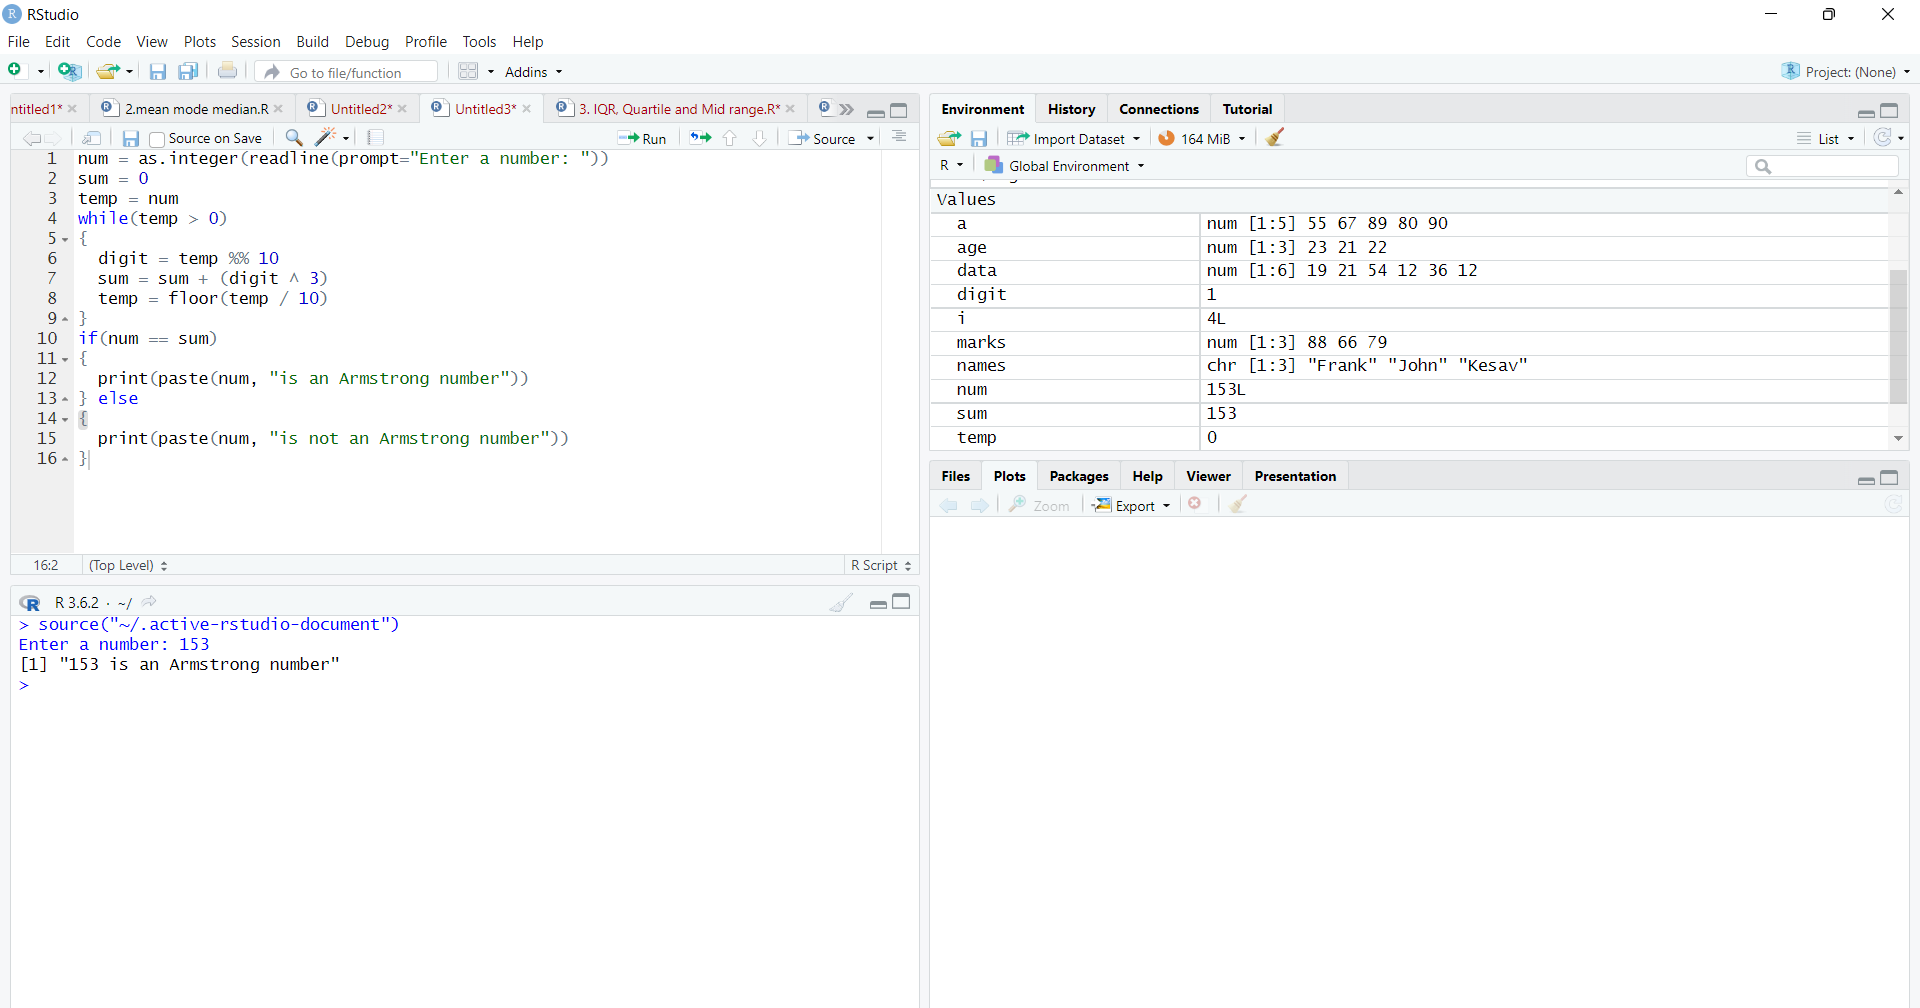 RStudio
File Edit Code View Plots Session Build Debug Profile Tools Help
Go to file/function Addins Project: (None)
ntitled1* 2.mean mode median.R Untitled2* Untitled3* 3. IQR, Quartile and Mid range.R*
Source on Save Run Source
1 num = as.integer(readline(prompt="Enter a number: "))
2 sum = 0
3 temp = num
4 while(temp > 0)
5 {
6 digit = temp %% 10
7 sum = sum + (digit ^ 3)
8 temp = floor(temp / 10)
9 }
10 if(num == sum)
11 {
12 print(paste(num, "is an Armstrong number"))
13 } else
14 {
15 print(paste(num, "is not an Armstrong number"))
16 }
16:2 (Top Level) R Script
R 3.6.2 · ~/
> source("~/.active-rstudio-document")
Enter a number: 153
[1] "153 is an Armstrong number"
>
Environment History Connections Tutorial
Import Dataset 164 MiB List
R Global Environment
Values
a num [1:5] 55 67 89 80 90
age num [1:3] 23 21 22
data num [1:6] 19 21 54 12 36 12
digit 1
i 4L
marks num [1:3] 88 66 79
names chr [1:3] "Frank" "John" "Kesav"
num 153L
sum 153
temp 0
Files Plots Packages Help Viewer Presentation
Zoom Export